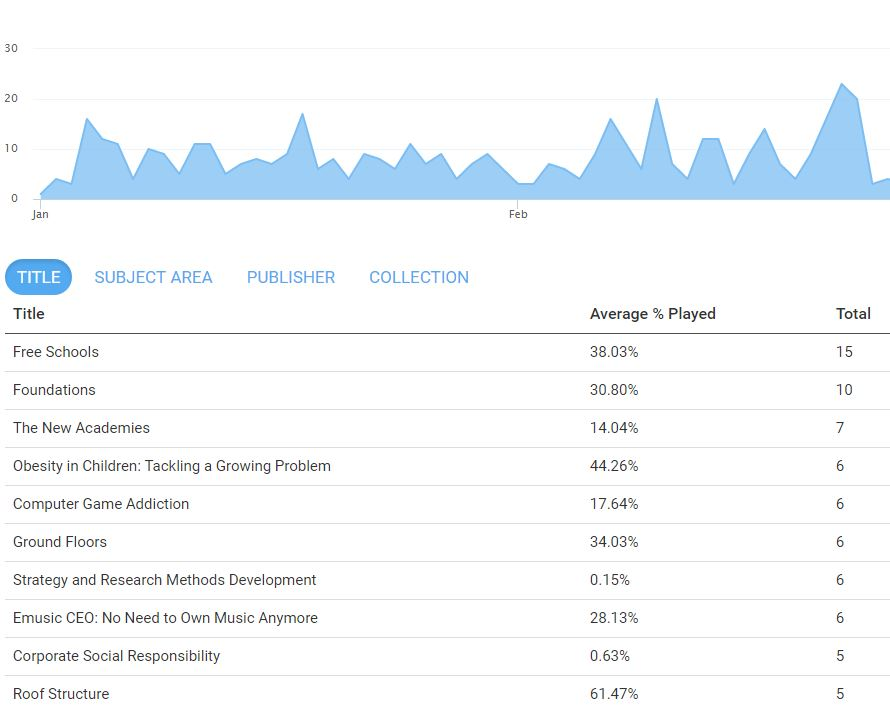 30
20
10
0
Jan Feb
TITLE SUBJECT AREA PUBLISHER COLLECTION
Title Average % Played Total
Free Schools 38.03% 15
Foundations 30.80% 10
The New Academies 14.04% 7
Obesity in Children: Tackling a Growing Problem 44.26% 6
Computer Game Addiction 17.64% 6
Ground Floors 34.03% 6
Strategy and Research Methods Development 0.15% 6
Emusic CEO: No Need to Own Music Anymore 28.13% 6
Corporate Social Responsibility 0.63% 5
Roof Structure 61.47% 5